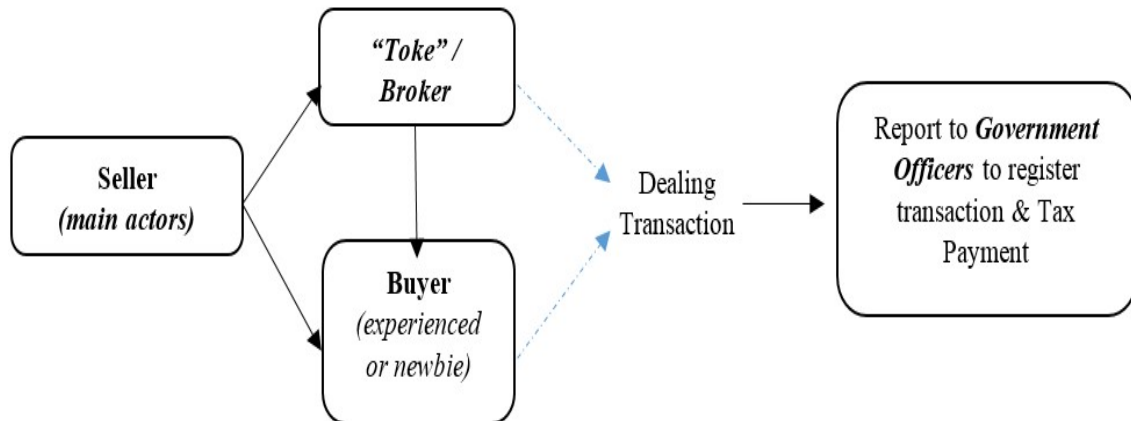 “Toke” /
Broker
Seller
(main actors)
Buyer
(experienced
or newbie)
Dealing
Transaction
Report to Government
Officers to register
transaction & Tax
Payment